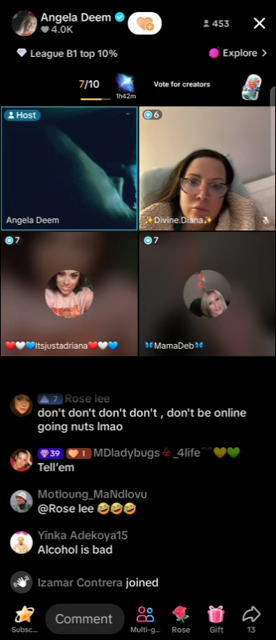 Angela Deem
4.0K
453
League B1 top 10%
Explore >
7/10
1h42m
Vote for creators
Host
6
Angela Deem
✨Divine.Diana✨
7
7
❤️🤍💙Itsjustadriana❤️🤍💙
🦋MamaDeb🦋
7 Rose lee
don't don't don't don't , don't be online
going nuts lmao
39 1 MDladybugs🐞_4life🖤💛💚
Tell'em
Motloung_MaNdlovu
@Rose lee 🤣🤣🤣
Yinka Adekoya15
Alcohol is bad
Izamar Contrera joined
Subsc...
Comment
Multi-g...
Rose
Gift
13